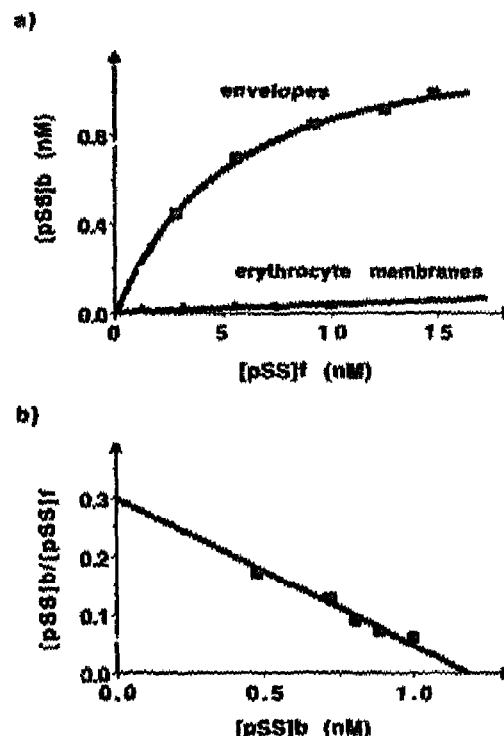 a)
envelopes
[pSS]b (nM)
0.8
0.4
0.0
erythrocyte membranes
0 5 10 15
[pSS]f (nM)
b)
[pSS]b/[pSS]f
0.3
0.2
0.1
0.0
0.0 0.5 1.0
[pSS]b (nM)